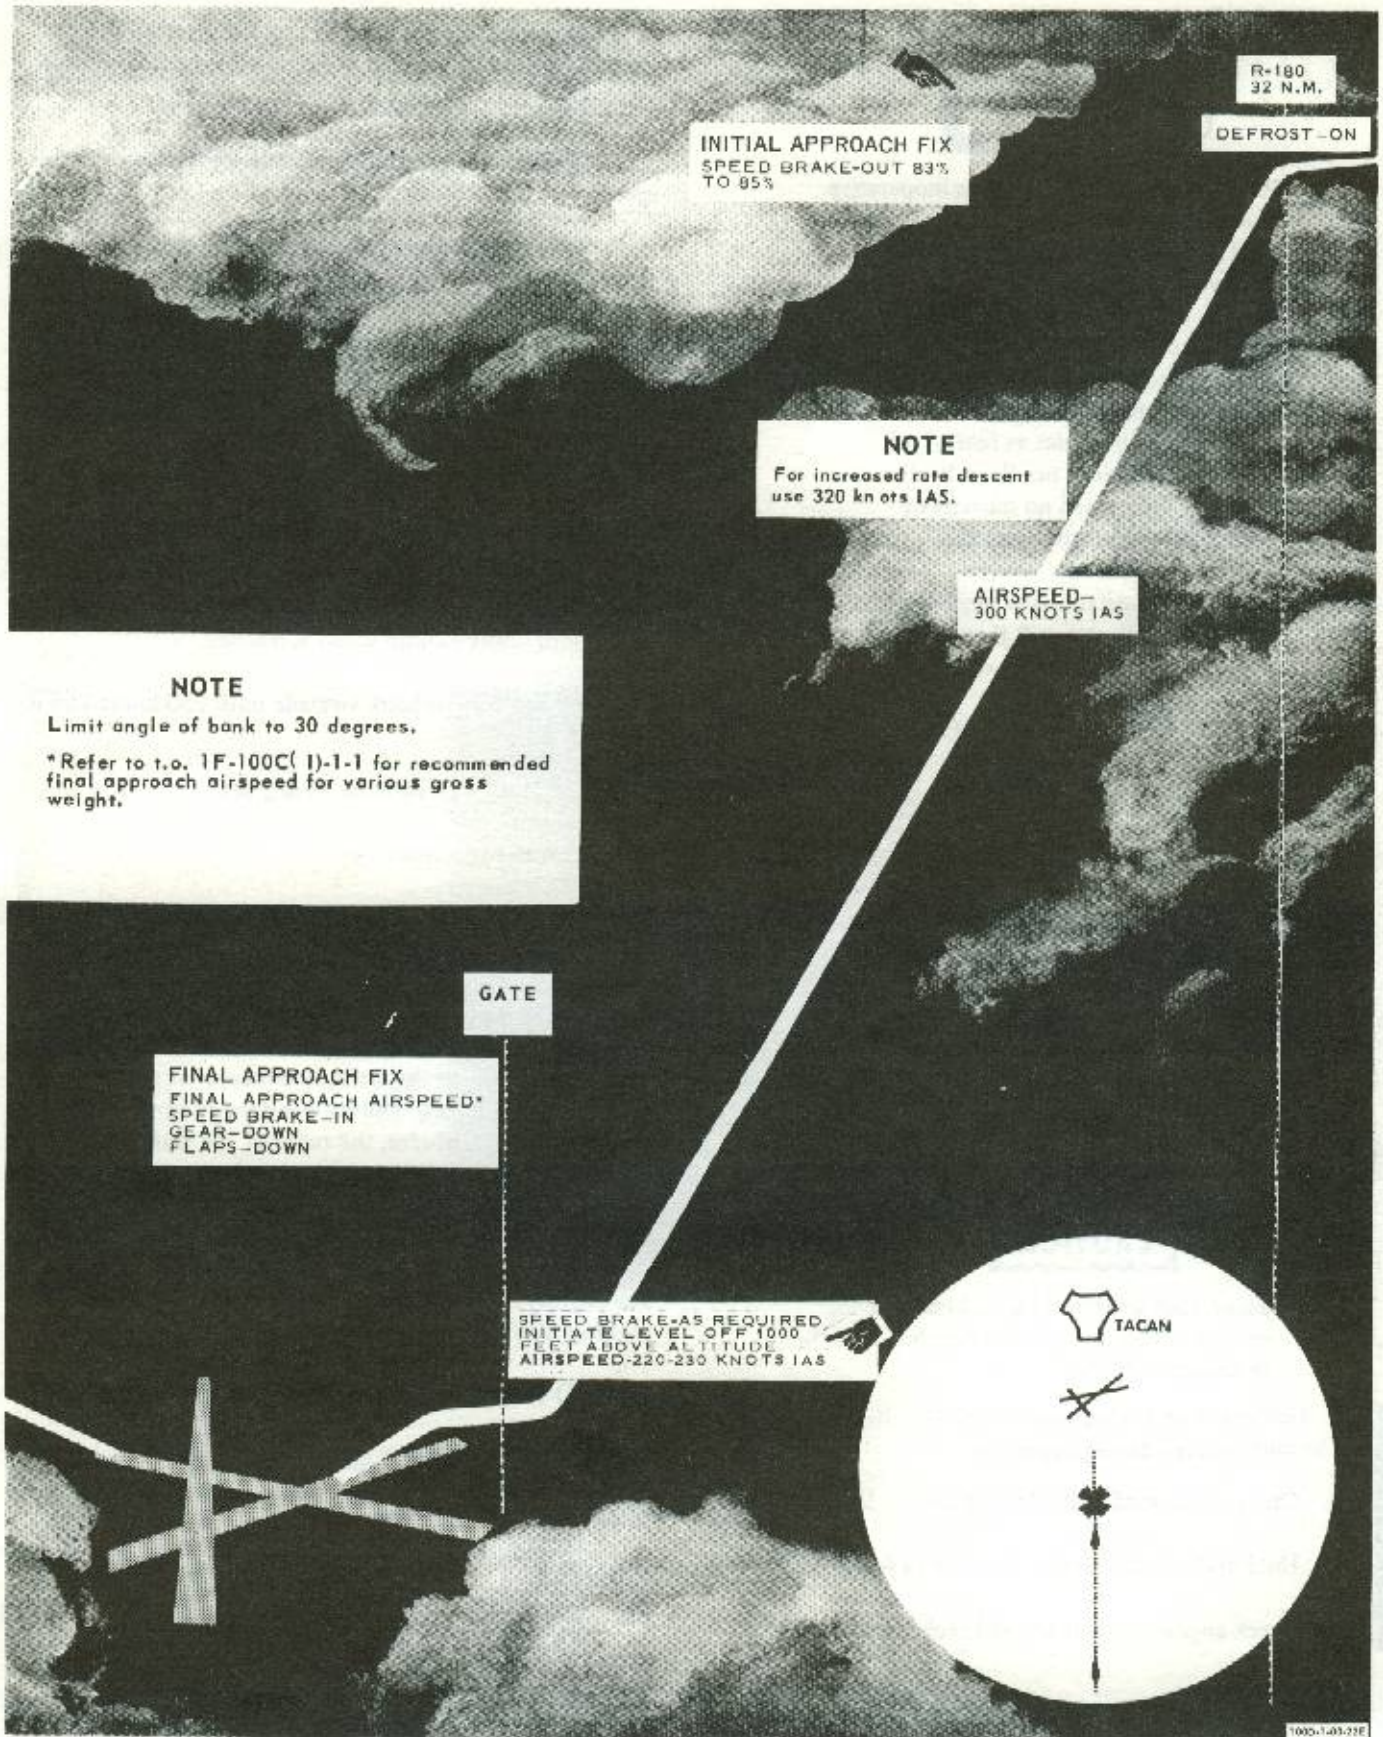 R-180
32 N.M.
DEFROST-ON
INITIAL APPROACH FIX
SPEED BRAKE-OUT 83%
TO 85%
NOTE
For increased rate descent
use 320 knots IAS.
AIRSPEED-
300 KNOTS IAS
NOTE
Limit angle of bank to 30 degrees.
*Refer to t.o. 1F-100C( I)-1-1 for recommended
final approach airspeed for various gross
weight.
GATE
FINAL APPROACH FIX
FINAL APPROACH AIRSPEED*
SPEED BRAKE-IN
GEAR-DOWN
FLAPS-DOWN
SPEED BRAKE-AS REQUIRED
INITIATE LEVEL OFF 1000
FEET ABOVE ALTITUDE
AIRSPEED-220-230 KNOTS IAS
TACAN